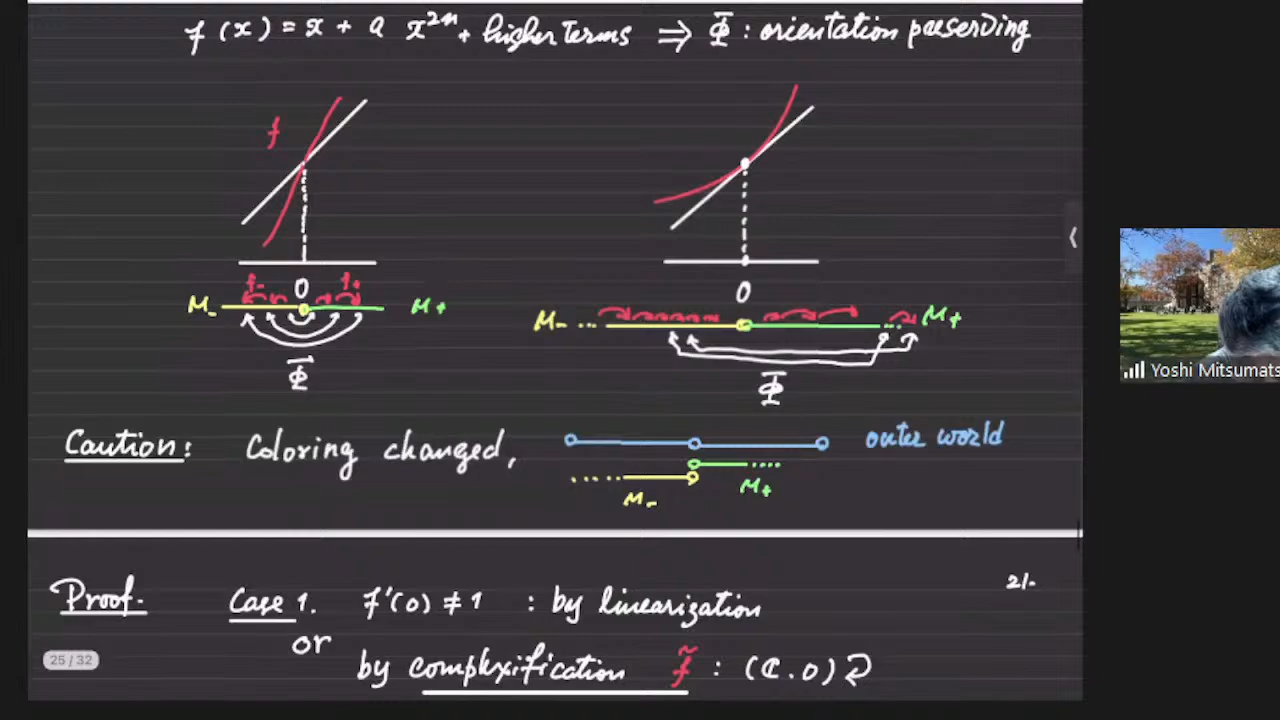 f(x) = x + a x²ⁿ + higher terms ⇒ Φ̄ : orientation preserving
f
0
0
M- f- f+ M+
M- ... ... M+
Φ̄
Φ̄
Caution: Coloring changed,
outer world
M+
M-
21.
Proof. Case 1. f'(0) ≠ 1 : by linearization
or
by complexification f̃ : (ℂ.0)⊋
25 / 32
Yoshi Mitsumats